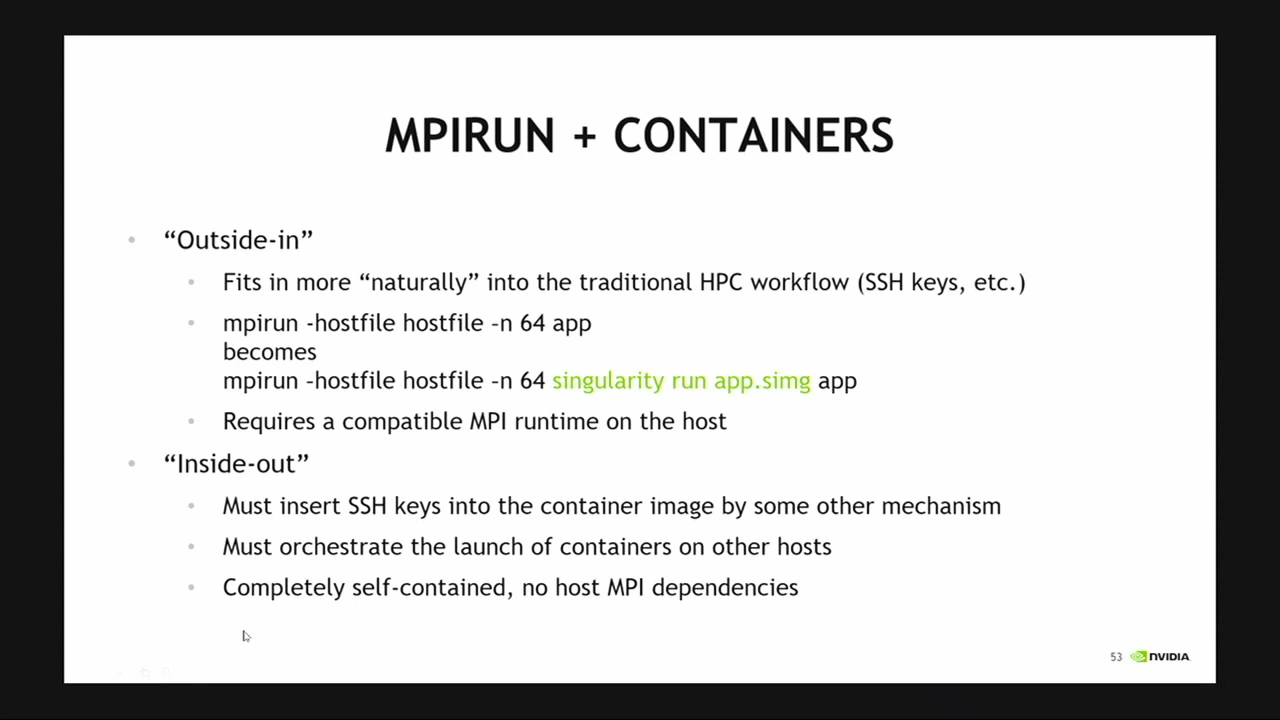 MPIRUN + CONTAINERS
• “Outside-in”
• Fits in more “naturally” into the traditional HPC workflow (SSH keys, etc.)
• mpirun -hostfile hostfile –n 64 app
becomes
mpirun –hostfile hostfile –n 64 singularity run app.simg app
• Requires a compatible MPI runtime on the host
• “Inside-out”
• Must insert SSH keys into the container image by some other mechanism
• Must orchestrate the launch of containers on other hosts
• Completely self-contained, no host MPI dependencies
53 NVIDIA